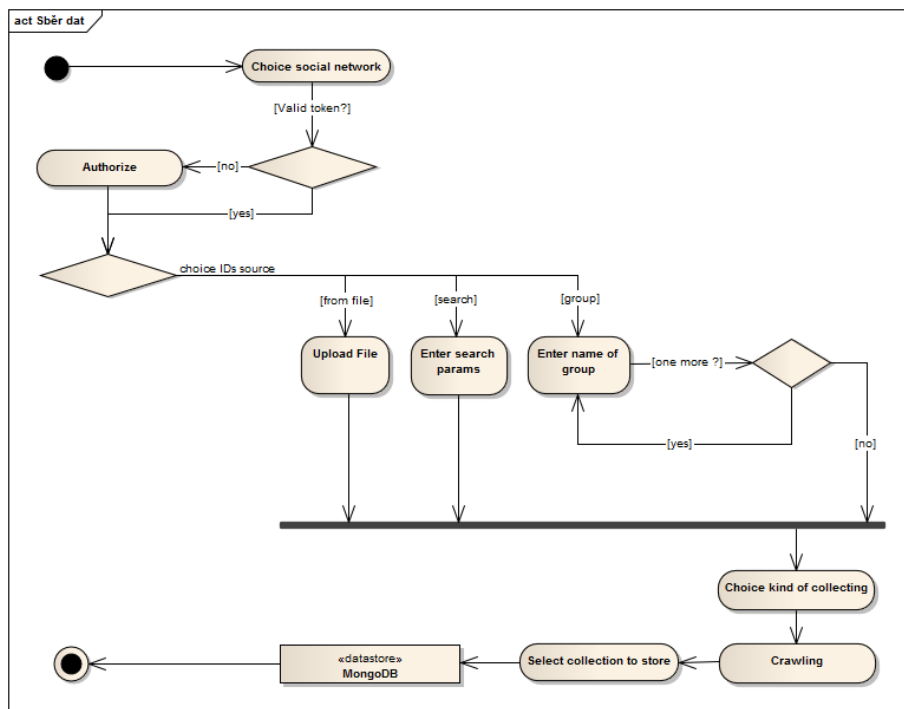 act Sběr dat
Choice social network
[Valid token?]
Authorize
[no]
[yes]
choice IDs source
[from file]
[search]
[group]
Upload File
Enter search
params
Enter name of
group
[one more ?]
[yes]
[no]
Choice kind of collecting
«datastore»
MongoDB
Select collection to store
Crawling